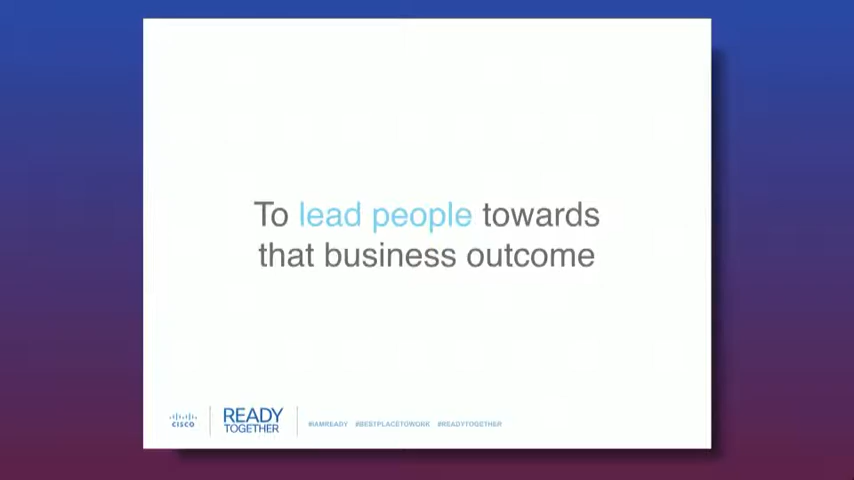 To lead people towards
that business outcome
CISCO
READY
TOGETHER
#IAMREADY #BESTPLACETOWORK #READYTOGETHER